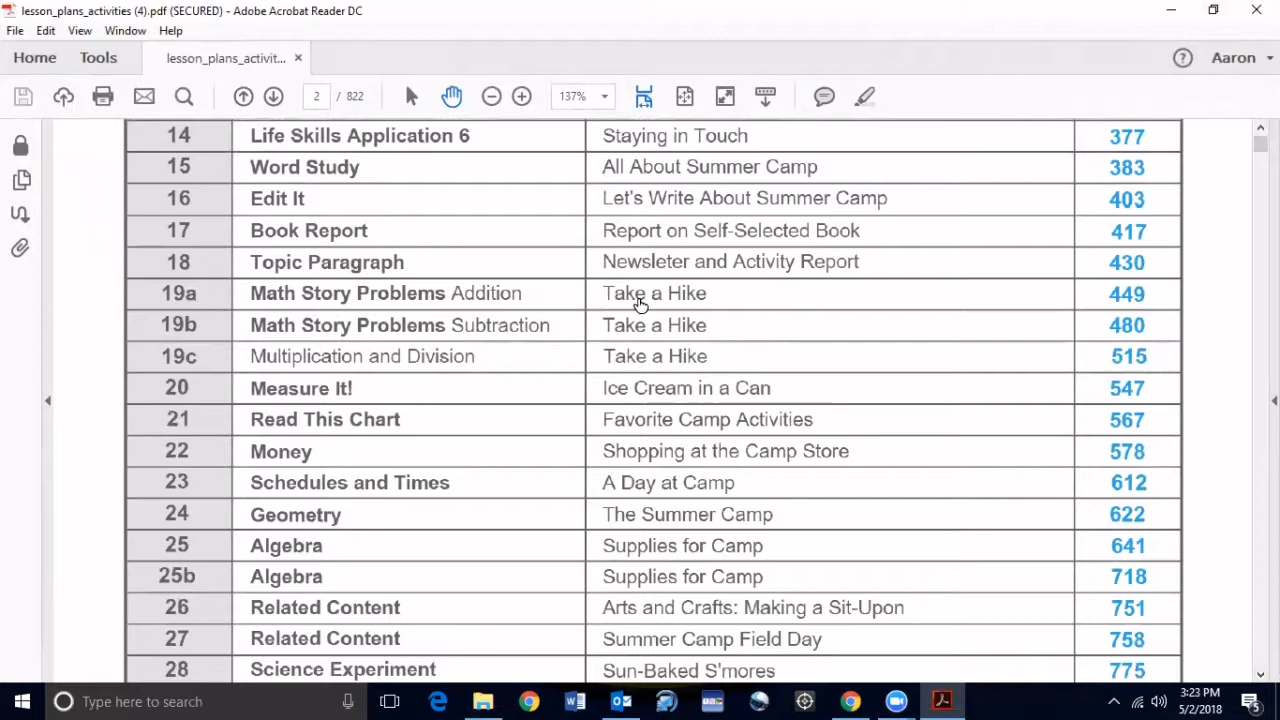 lesson_plans_activities (4).pdf (SECURED) - Adobe Acrobat Reader DC
File Edit View Window Help
Home Tools lesson_plans_activit... × Aaron
2 / 822 137%
14 Life Skills Application 6 Staying in Touch 377
15 Word Study All About Summer Camp 383
16 Edit It Let's Write About Summer Camp 403
17 Book Report Report on Self-Selected Book 417
18 Topic Paragraph Newsleter and Activity Report 430
19a Math Story Problems Addition Take a Hike 449
19b Math Story Problems Subtraction Take a Hike 480
19c Multiplication and Division Take a Hike 515
20 Measure It! Ice Cream in a Can 547
21 Read This Chart Favorite Camp Activities 567
22 Money Shopping at the Camp Store 578
23 Schedules and Times A Day at Camp 612
24 Geometry The Summer Camp 622
25 Algebra Supplies for Camp 641
25b Algebra Supplies for Camp 718
26 Related Content Arts and Crafts: Making a Sit-Upon 751
27 Related Content Summer Camp Field Day 758
28 Science Experiment Sun-Baked S'mores 775
Type here to search 3:23 PM
5/2/2018 5